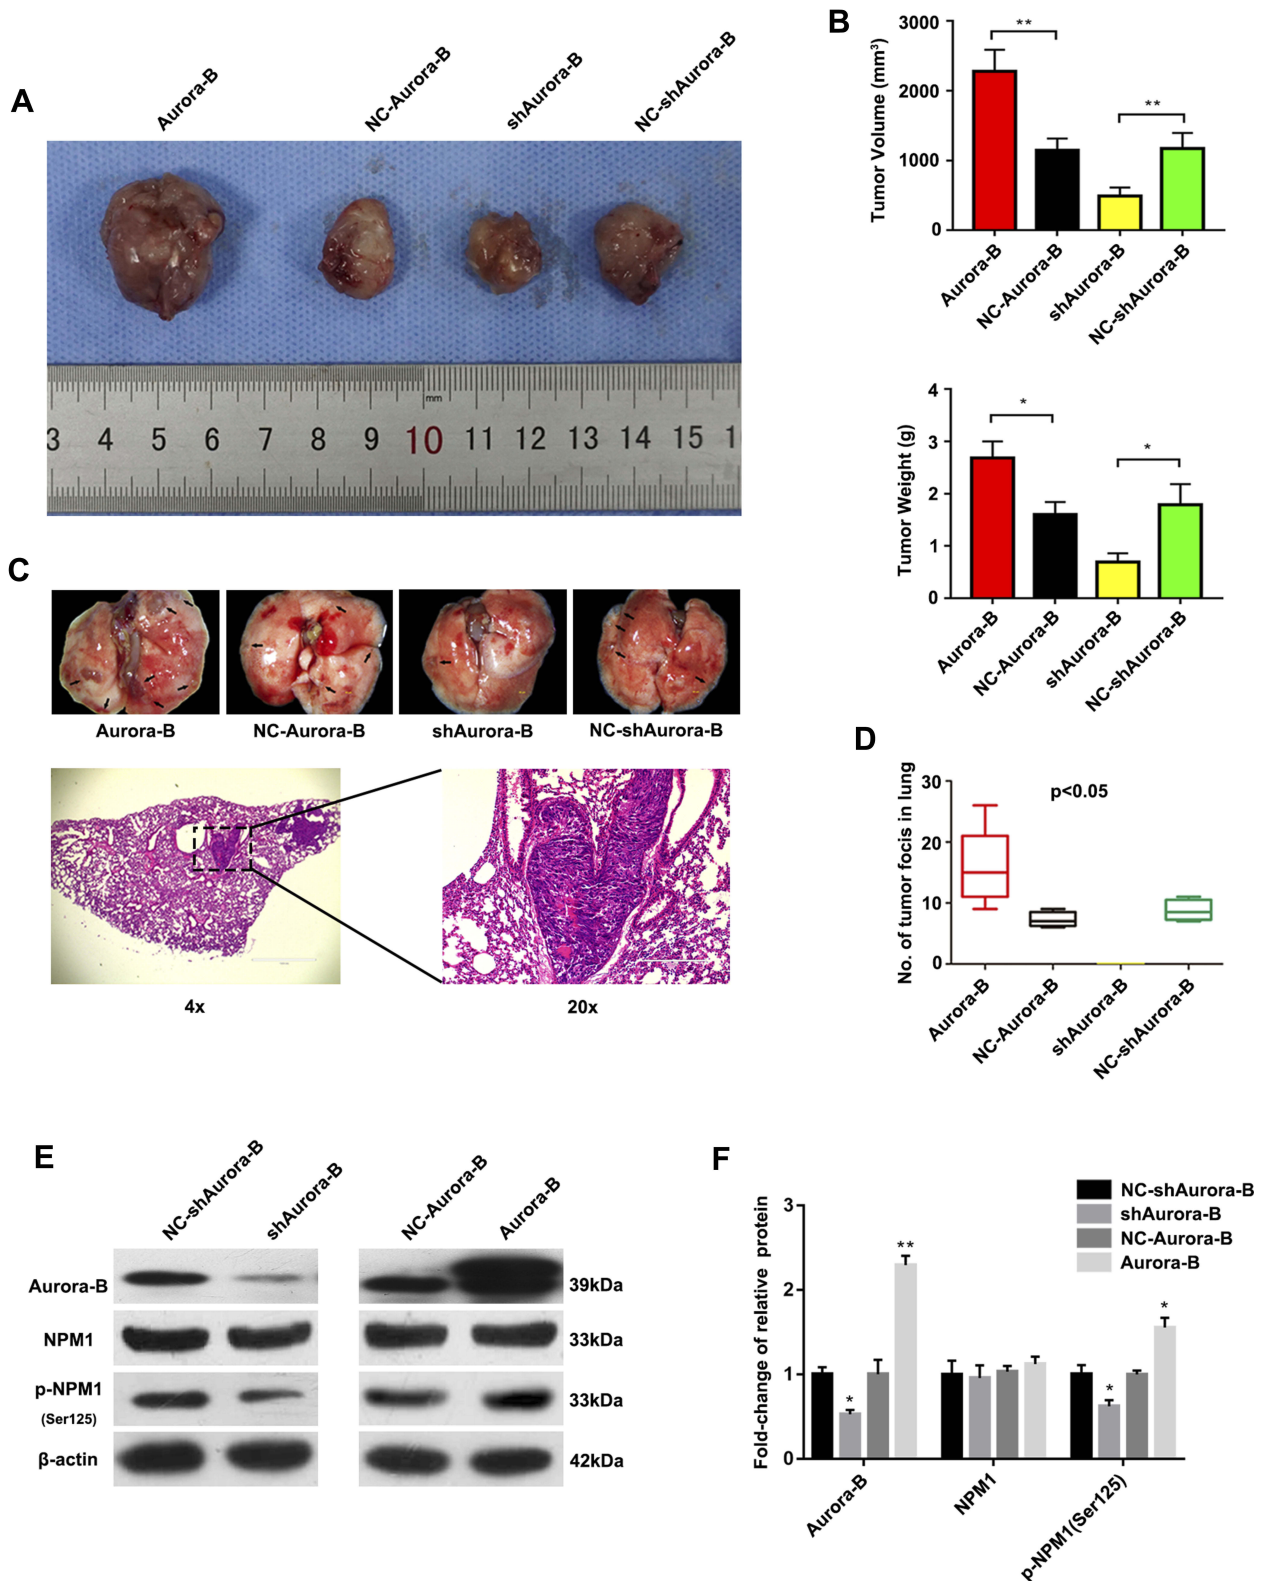 A
Aurora-B
NC-Aurora-B
shAurora-B
NC-shAurora-B
mm
3 4 5 6 7 8 9 10 11 12 13 14 15
B
Tumor Volume (mm³)
3000
2000
1000
0
**
**
Aurora-B
NC-Aurora-B
shAurora-B
NC-shAurora-B
Tumor Weight (g)
4
3
2
1
0
*
*
Aurora-B
NC-Aurora-B
shAurora-B
NC-shAurora-B
C
Aurora-B
NC-Aurora-B
shAurora-B
NC-shAurora-B
4x
20x
D
No. of tumor focis in lung
30
20
10
0
p<0.05
Aurora-B
NC-Aurora-B
shAurora-B
NC-shAurora-B
E
NC-shAurora-B
shAurora-B
NC-Aurora-B
Aurora-B
Aurora-B
39kDa
NPM1
33kDa
p-NPM1
(Ser125)
33kDa
β-actin
42kDa
F
Fold-change of relative protein
3
2
1
0
NC-shAurora-B
shAurora-B
NC-Aurora-B
Aurora-B
*
**
*
*
Aurora-B
NPM1
p-NPM1(Ser125)